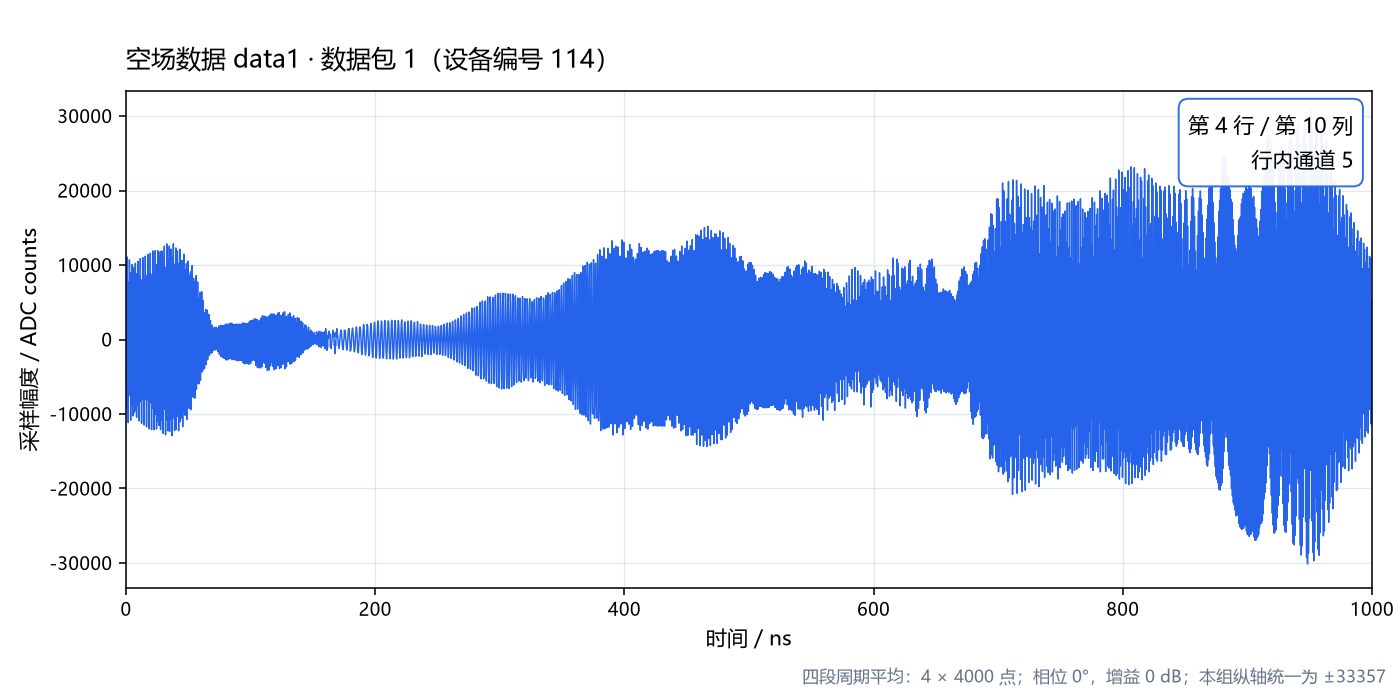 空场数据 data1 · 数据包 1（设备编号 114）
第 4 行 / 第 10 列
行内通道 5
采样幅度 / ADC counts
30000
20000
10000
0
-10000
-20000
-30000
0 200 400 600 800 1000
时间 / ns
四段周期平均：4 × 4000 点；相位 0°，增益 0 dB；本组纵轴统一为 ±33357